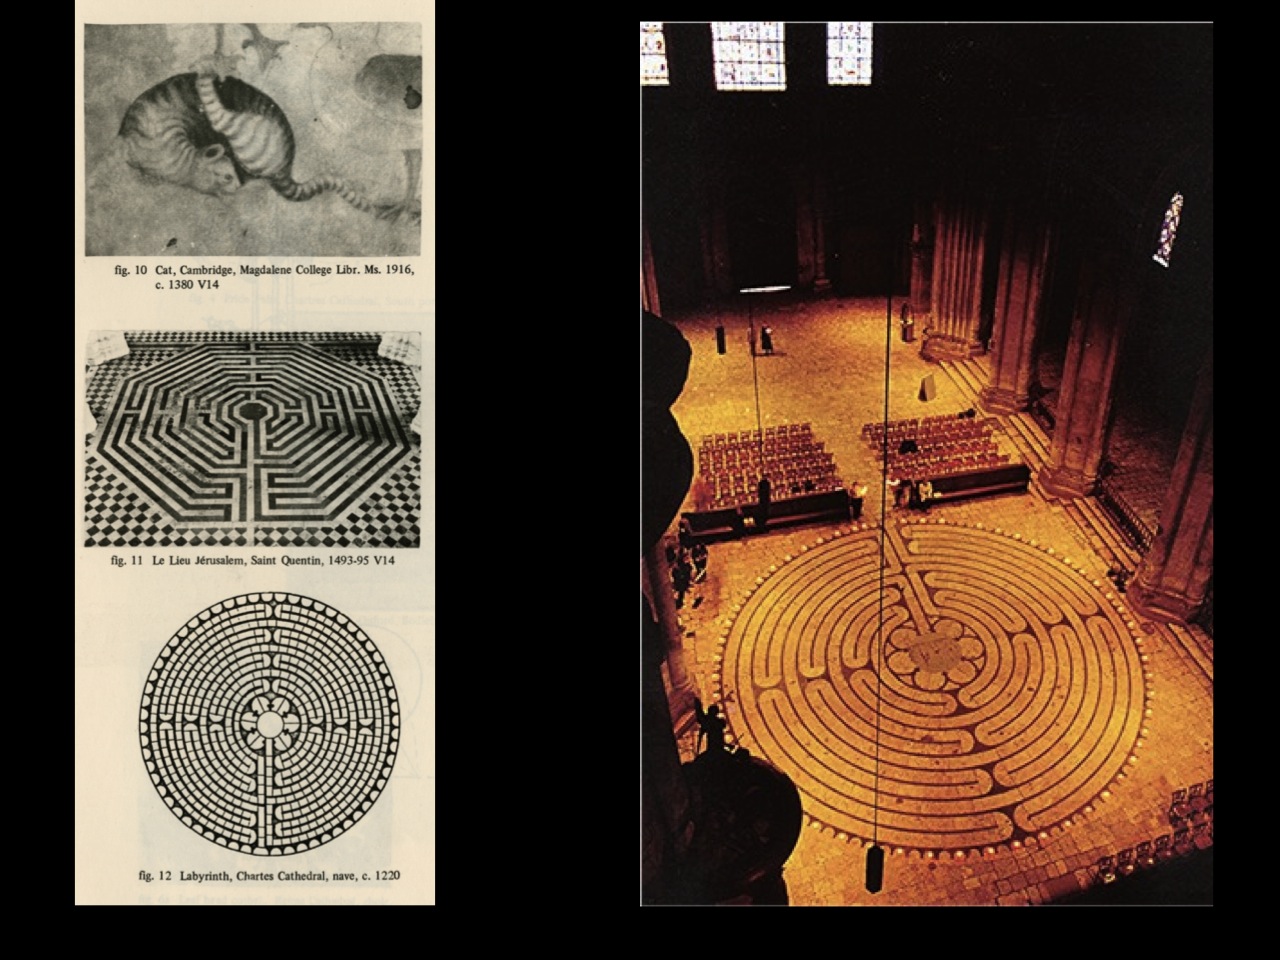 fig. 10 Cat, Cambridge, Magdalene College Libr. Ms. 1916,
c. 1380 V14
fig. 11 Le Lieu Jérusalem, Saint Quentin, 1493-95 V14
fig. 12 Labyrinth, Chartes Cathedral, nave, c. 1220